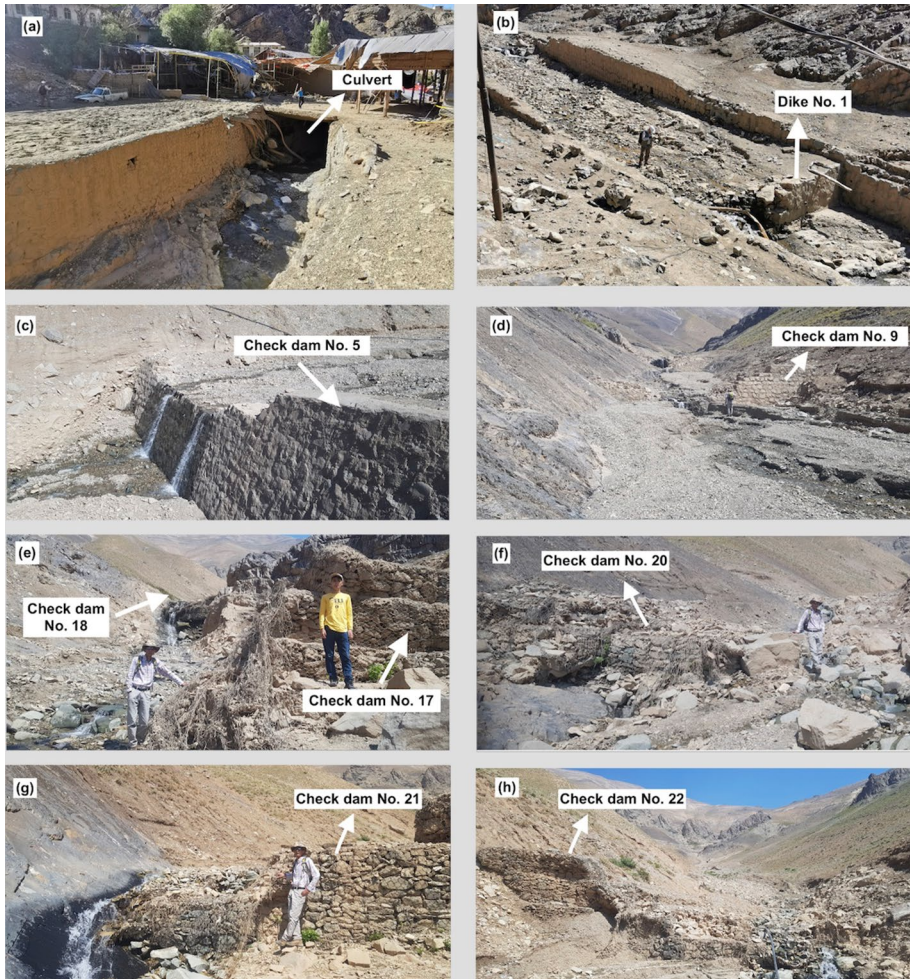 (a)
Culvert
(b)
Dike No. 1
(c)
Check dam No. 5
(d)
Check dam No. 9
(e)
Check dam
No. 18
Check dam No. 17
(f)
Check dam No. 20
(g)
Check dam No. 21
(h)
Check dam No. 22